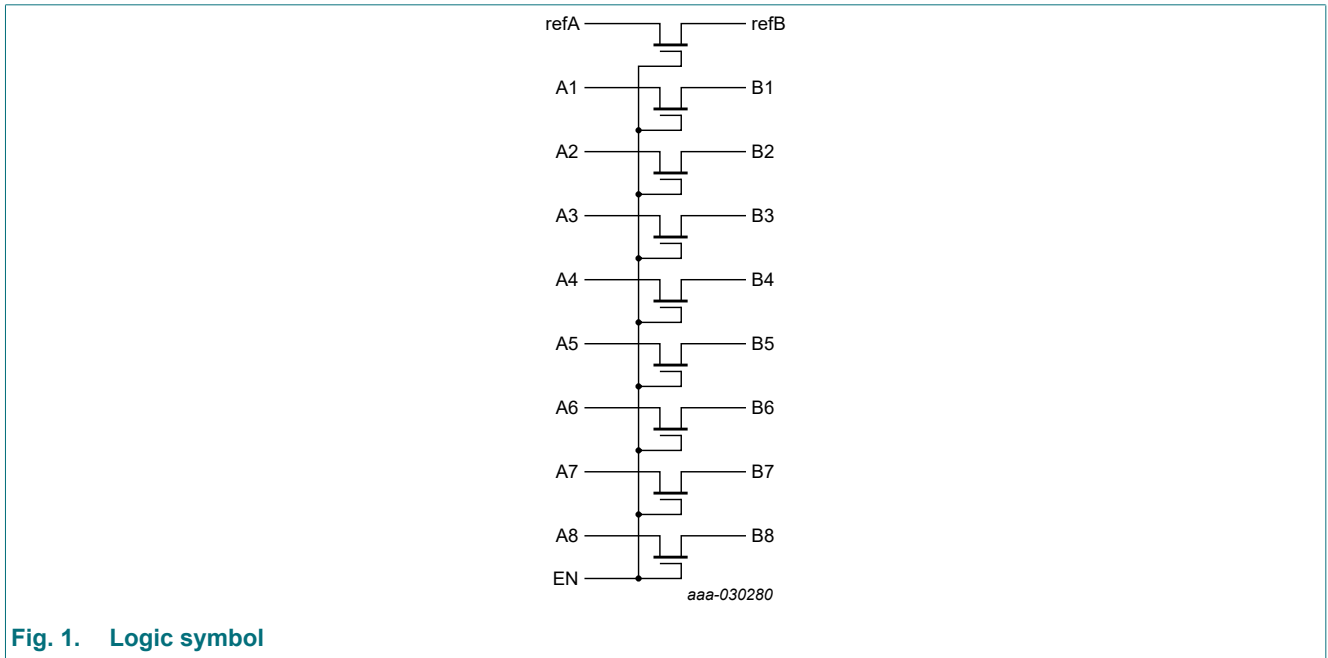 refA refB
A1 B1
A2 B2
A3 B3
A4 B4
A5 B5
A6 B6
A7 B7
A8 B8
EN
aaa-030280
Fig. 1. Logic symbol